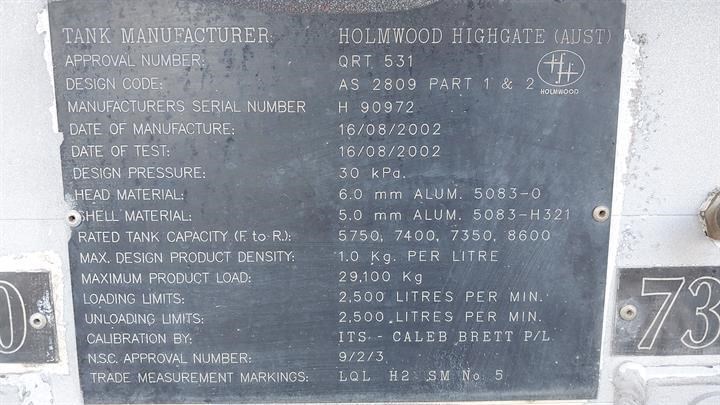 TANK MANUFACTURER: HOLMWOOD HIGHGATE (AUST)
APPROVAL NUMBER: QRT 531
DESIGN CODE: AS 2809 PART 1 & 2
HH
HOLMWOOD
MANUFACTURERS SERIAL NUMBER H 90972
DATE OF MANUFACTURE: 16/08/2002
DATE OF TEST: 16/08/2002
DESIGN PRESSURE: 30 kPa.
HEAD MATERIAL: 6.0 mm ALUM. 5083-0
SHELL MATERIAL: 5.0 mm ALUM. 5083-H321
RATED TANK CAPACITY (F. to R.): 5750, 7400, 7350, 8600
MAX. DESIGN PRODUCT DENSITY: 1.0 Kg. PER LITRE
MAXIMUM PRODUCT LOAD: 29,100 Kg
LOADING LIMITS: 2,500 LITRES PER MIN.
UNLOADING LIMITS: 2,500 LITRES PER MIN.
CALIBRATION BY: ITS - CALEB BRETT P/L
N.S.C. APPROVAL NUMBER: 9/2/3
TRADE MEASUREMENT MARKINGS: LQL H2 SM No 5
0
73